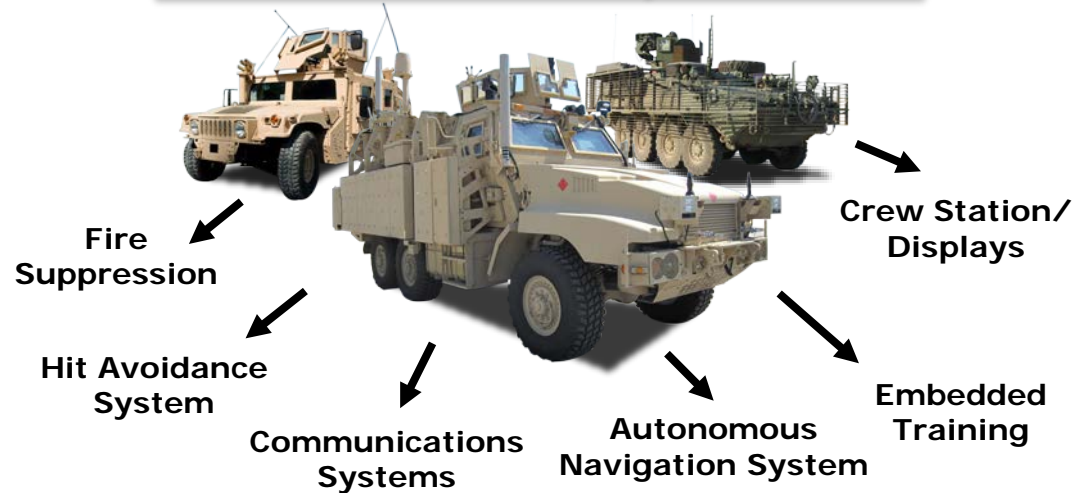 Fire
Suppression
Hit Avoidance
System
Communications
Systems
Autonomous
Navigation System
Embedded
Training
Crew Station/
Displays